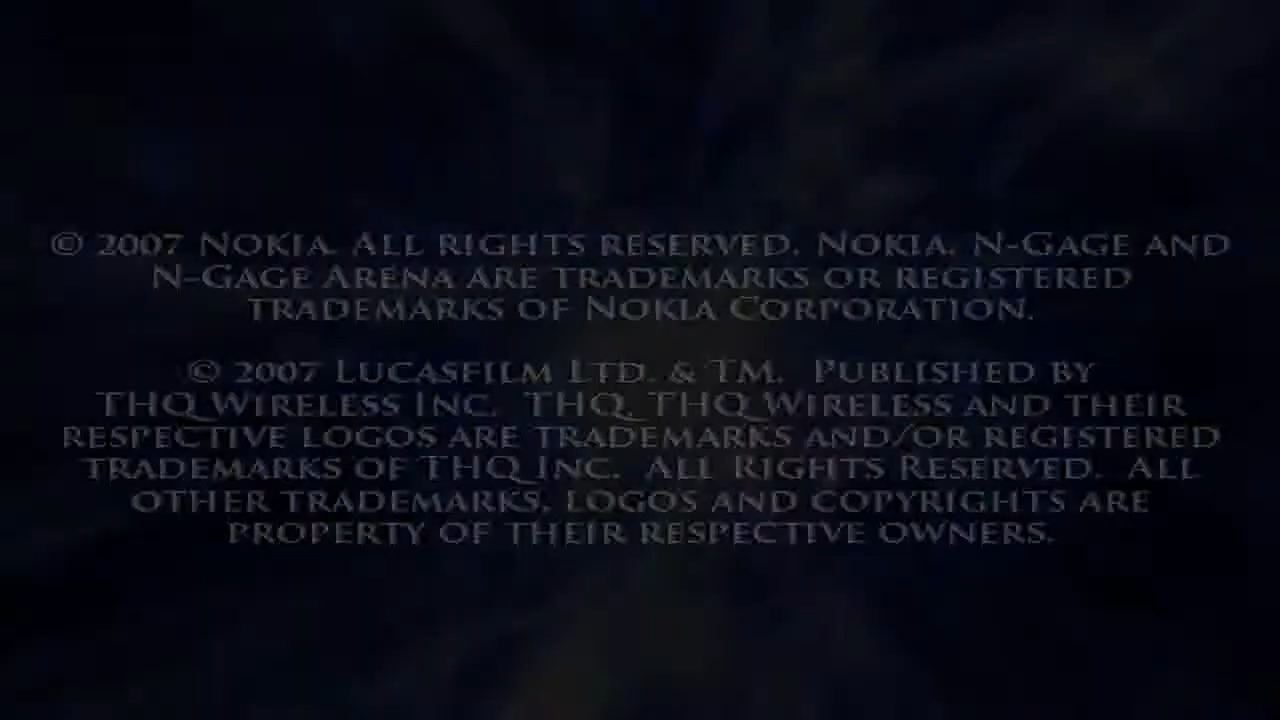 © 2007 Nokia. All rights reserved. Nokia, N-Gage and
N-Gage Arena are trademarks or registered
trademarks of Nokia Corporation.
© 2007 Lucasfilm Ltd. & TM. Published by
THQ Wireless Inc. THQ, THQ Wireless and their
respective logos are trademarks and/or registered
trademarks of THQ Inc. All Rights Reserved. All
other trademarks, logos and copyrights are
property of their respective owners.